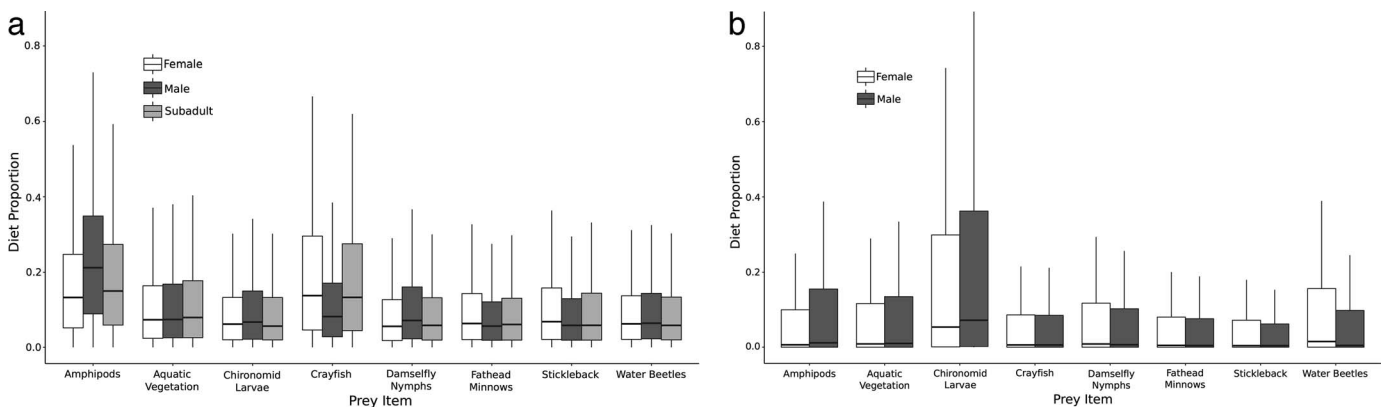 a
Diet Proportion
0.8
0.6
0.4
0.2
0.0
Female
Male
Subadult
Amphipods
Aquatic
Vegetation
Chironomid
Larvae
Crayfish
Damselfly
Nymphs
Fathead
Minnows
Stickleback
Water Beetles
Prey Item
b
Diet Proportion
0.8
0.4
0.2
0.0
Female
Male
Amphipods
Aquatic
Vegetation
Chironomid
Larvae
Crayfish
Damselfly
Nymphs
Fathead
Minnows
Stickleback
Water Beetles
Prey Item